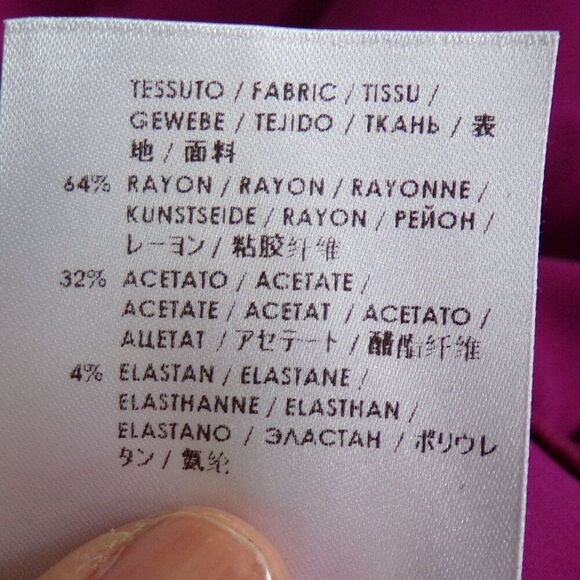 TESSUTO / FABRIC / TISSU /
GEWEBE / TEJIDO / ТКАНЬ / 表
地 / 面料
64% RAYON / RAYON / RAYONNE /
KUNSTSEIDE / RAYON / РЕЙОН /
レーヨン / 粘胶纤维
32% ACETATO / ACETATE /
ACETATE / ACETAT / ACETATO /
АЦЕТАТ / アセテート / 醋酯纤维
4% ELASTAN / ELASTANE /
ELASTHANNE / ELASTHAN /
ELASTANO / ЭЛАСТАН / ポリウレ
タン / 氨纶